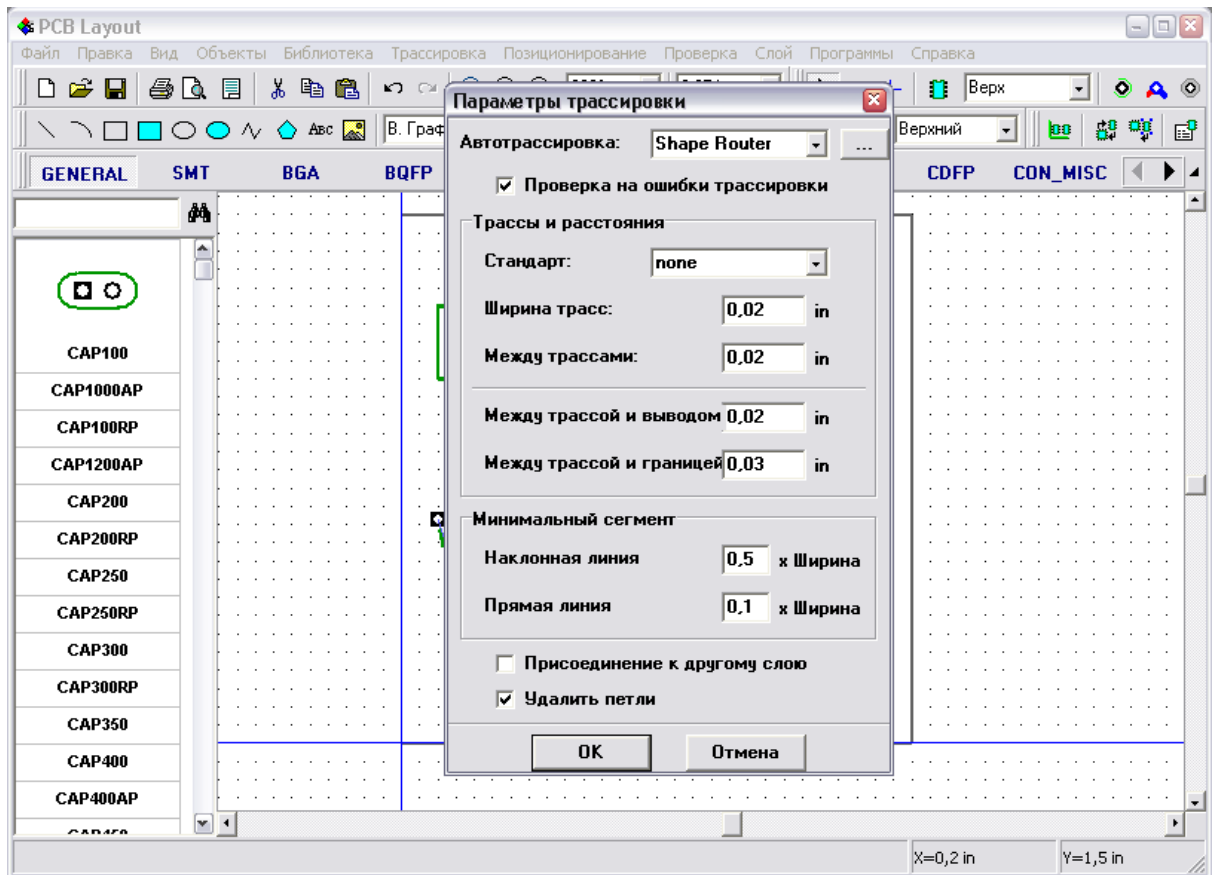 PCB Layout
Файл Правка Вид Объекты Библиотека Трассировка Позиционирование Проверка Слой Программы Справка
Верх
ABC
В. Граф
Верхний
GENERAL SMT BGA BQFP CDFP CON_MISC
Параметры трассировки
Автотрассировка: Shape Router ...
Проверка на ошибки трассировки
Трассы и расстояния
Стандарт: none
Ширина трасс: 0,02 in
Между трассами: 0,02 in
Между трассой и выводом 0,02 in
Между трассой и границей 0,03 in
Минимальный сегмент
Наклонная линия 0,5 х Ширина
Прямая линия 0,1 х Ширина
Присоединение к другому слою
Удалить петли
OK Отмена
CAP100
CAP1000AP
CAP100RP
CAP1200AP
CAP200
CAP200RP
CAP250
CAP250RP
CAP300
CAP300RP
CAP350
CAP400
CAP400AP
X=0,2 in Y=1,5 in